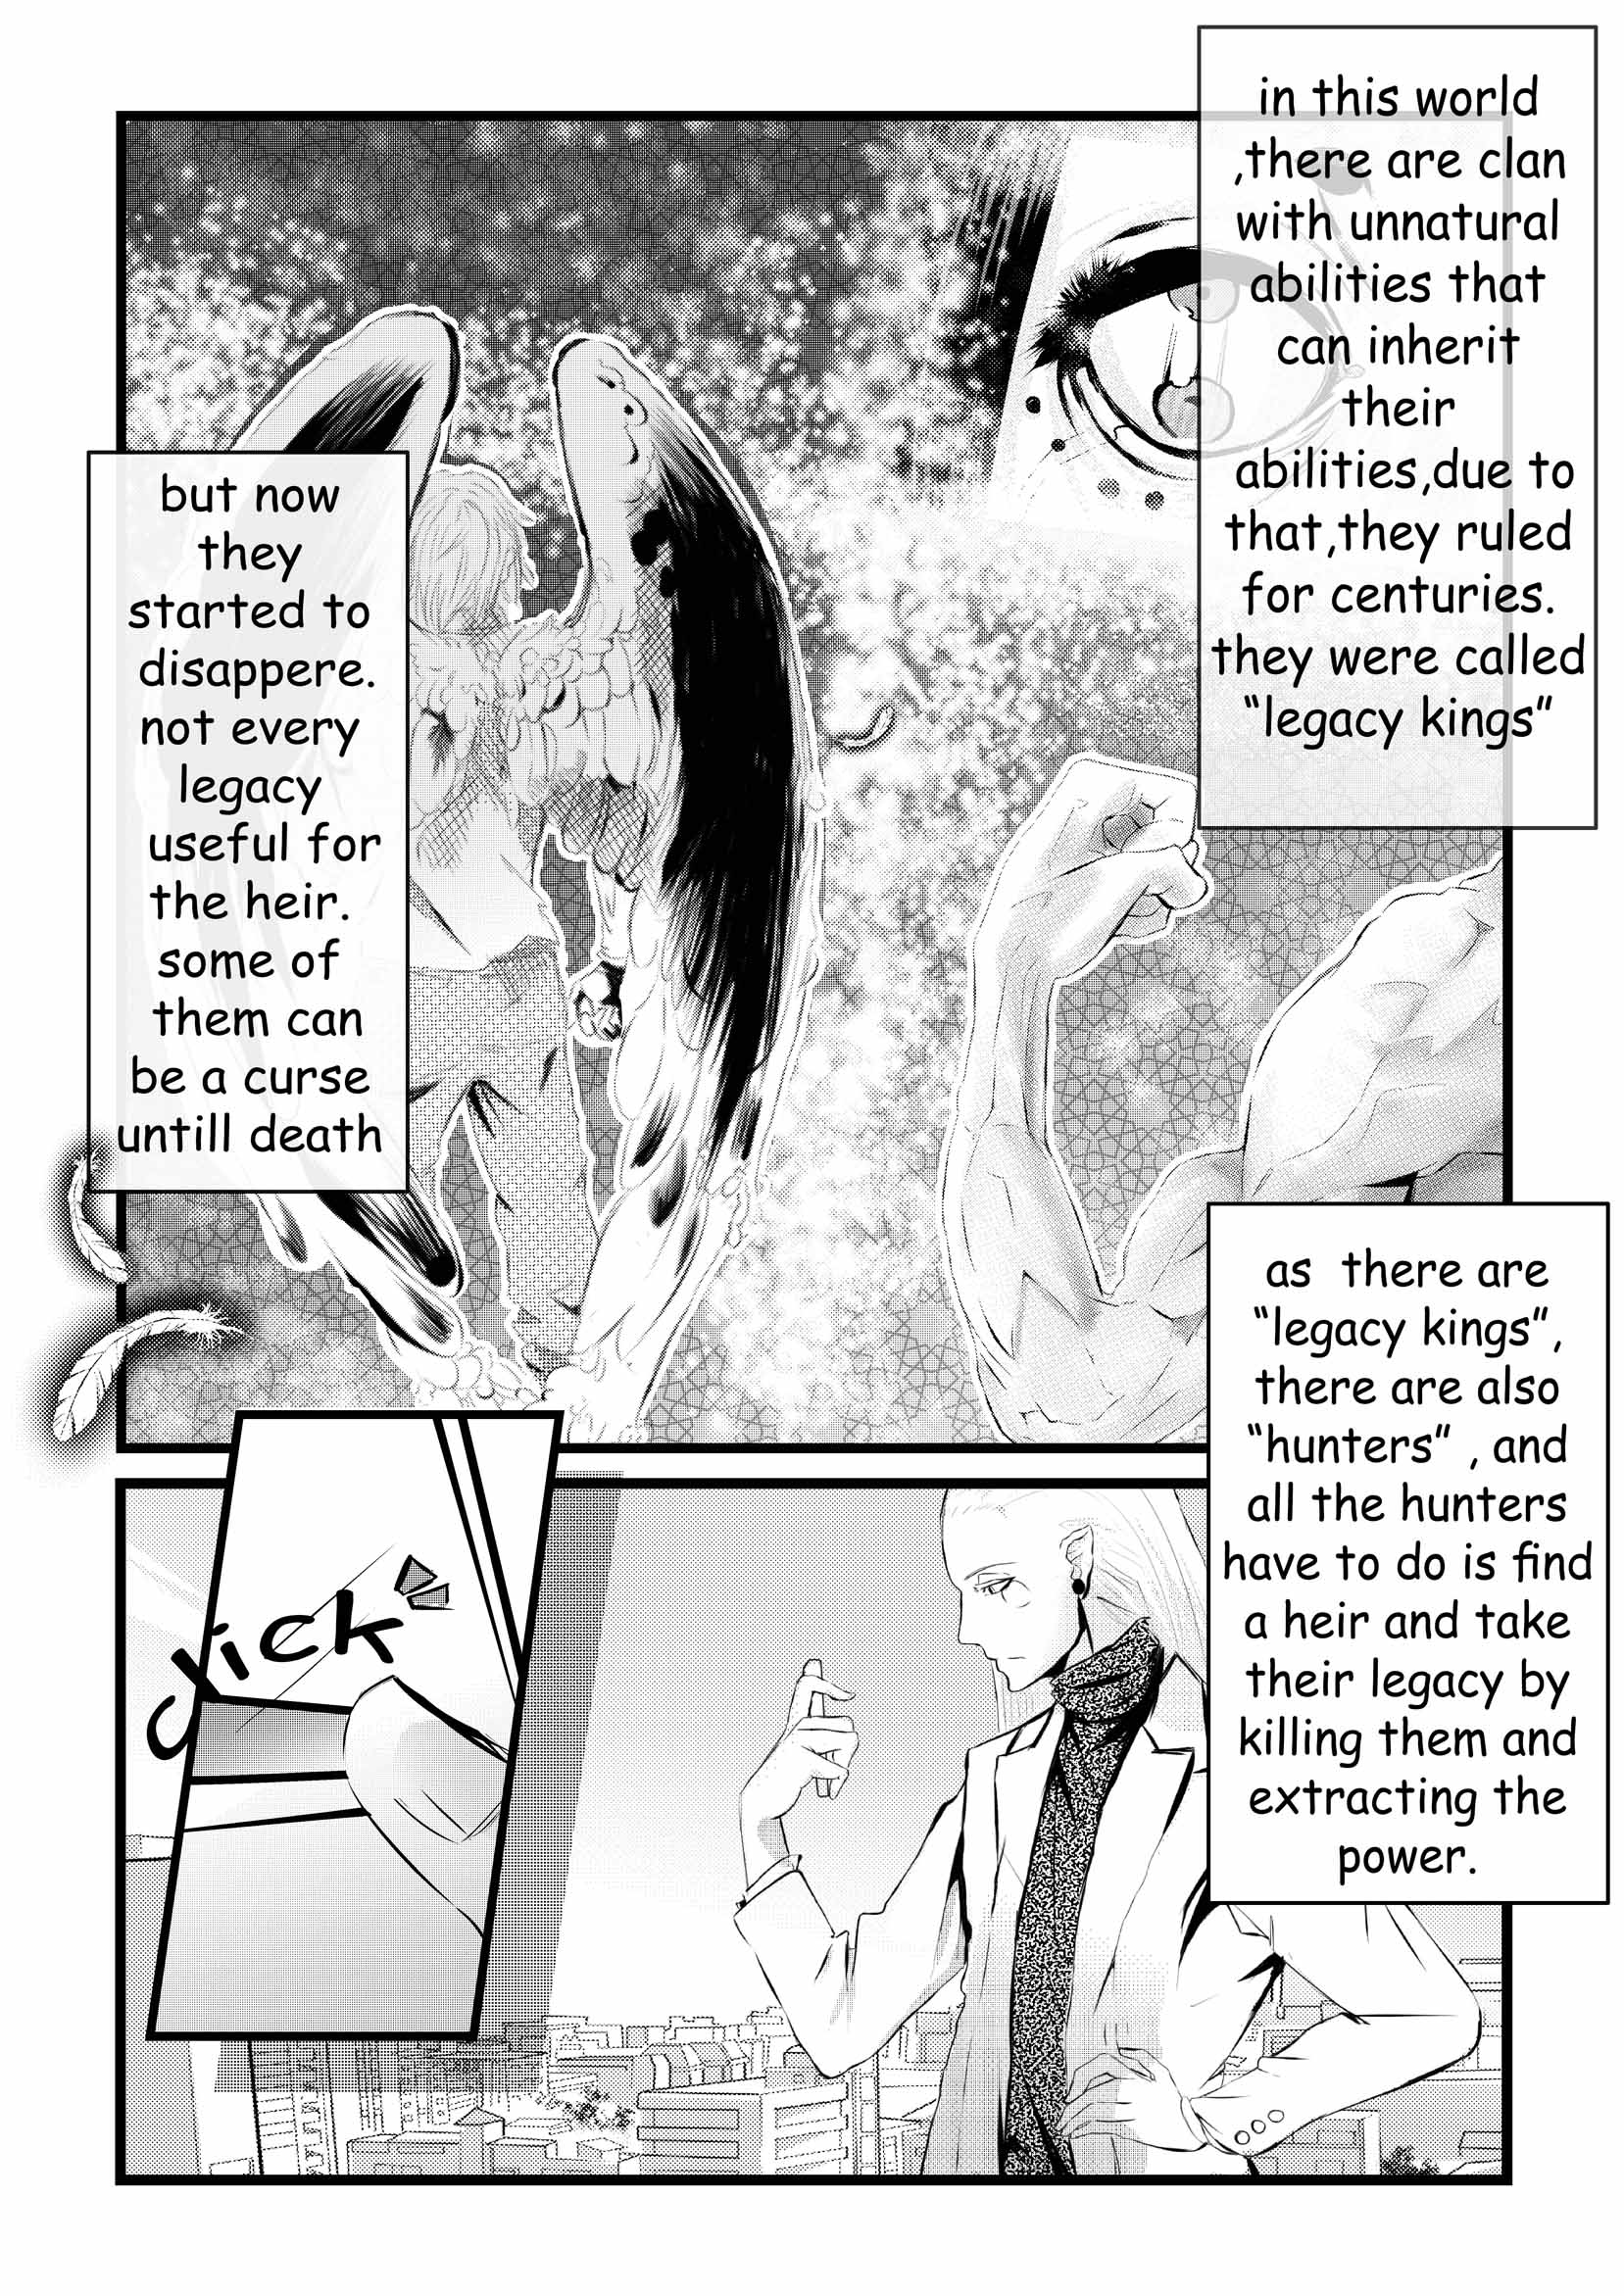 in this world
,there are clan
with unnatural
abilities that
can inherit
their
abilities,due to
that,they ruled
for centuries.
they were called
“legacy kings”
but now
they
started to
disappere.
not every
legacy
useful for
the heir.
some of
them can
be a curse
untill death
as there are
“legacy kings”,
there are also
“hunters” , and
all the hunters
have to do is find
a heir and take
their legacy by
killing them and
extracting the
power.
click